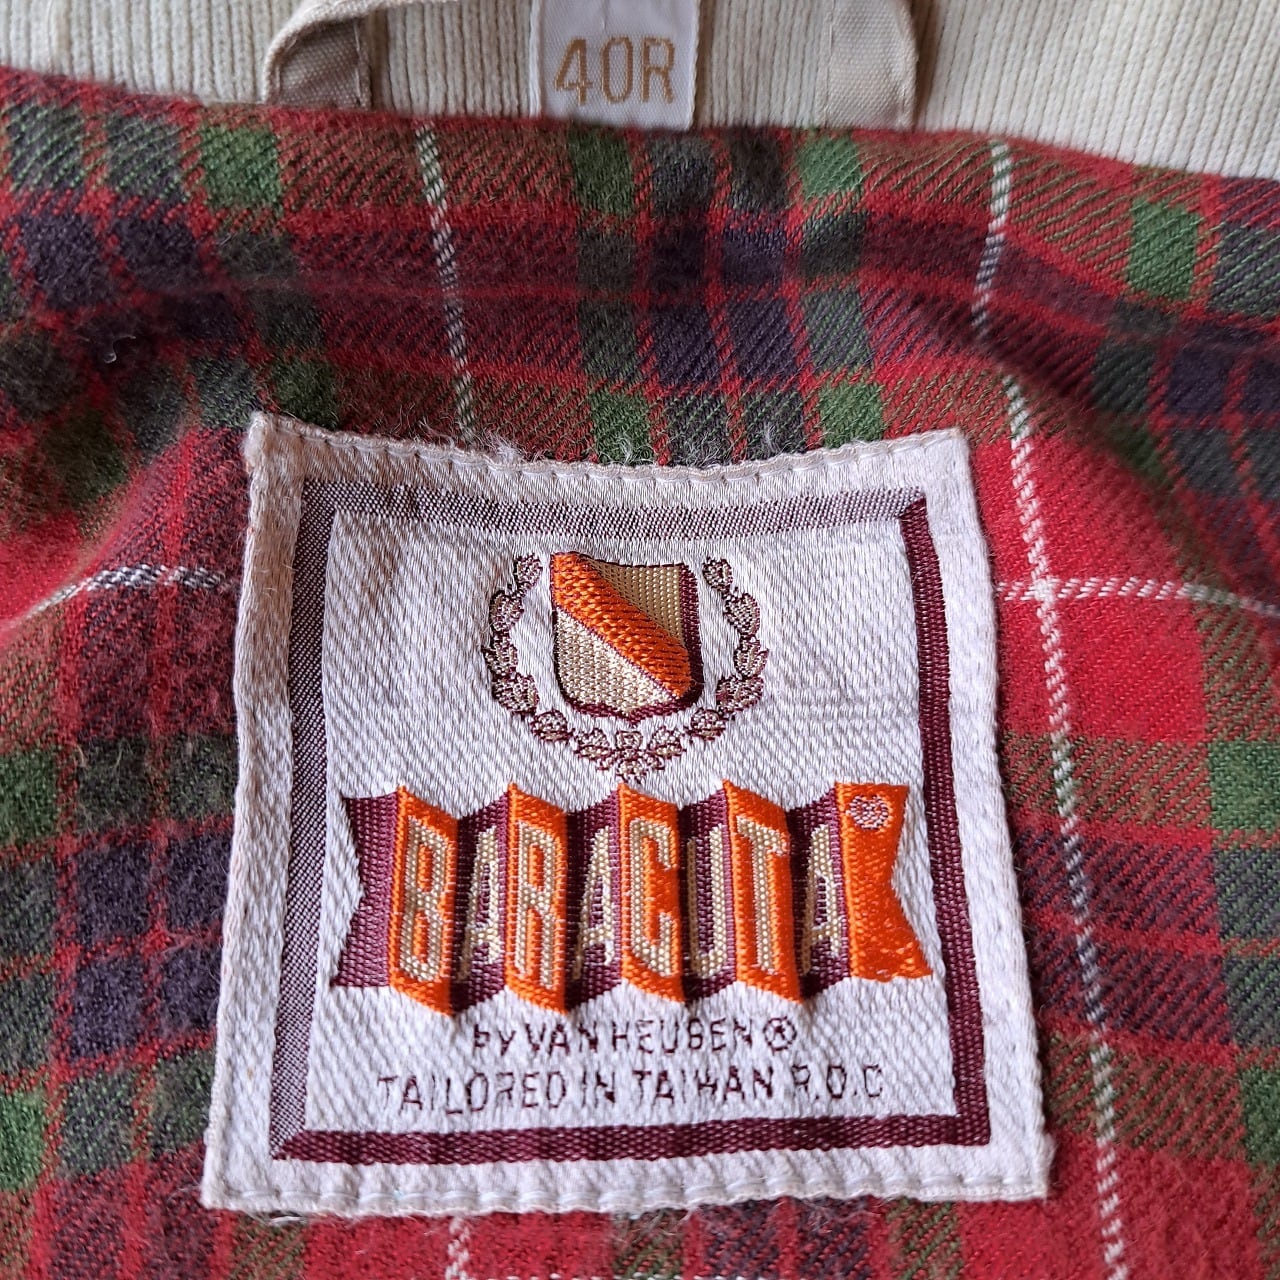 40R
BARACUTA
by VAN HEUSEN®
TAILORED IN TAIWAN R.O.C